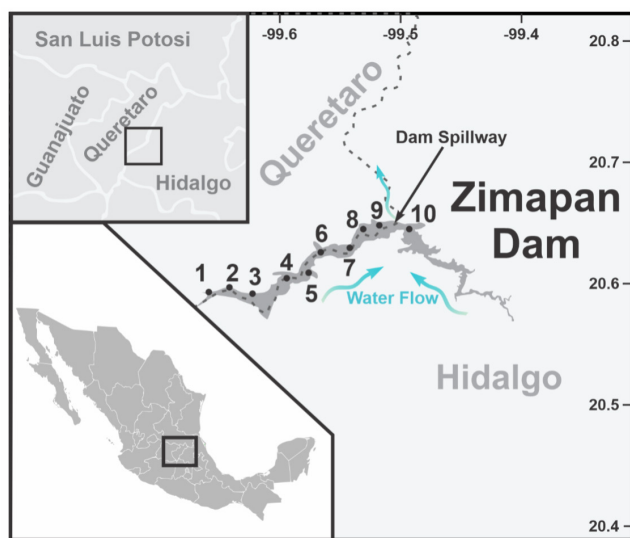 San Luis Potosi
Guanajuato
Queretaro
Hidalgo
-99.6
-99.5
-99.4
20.8
20.7
20.6
20.5
20.4
Queretaro
Dam Spillway
Zimapan
Dam
1
2
3
4
5
6
7
8
9
10
Water Flow
Hidalgo